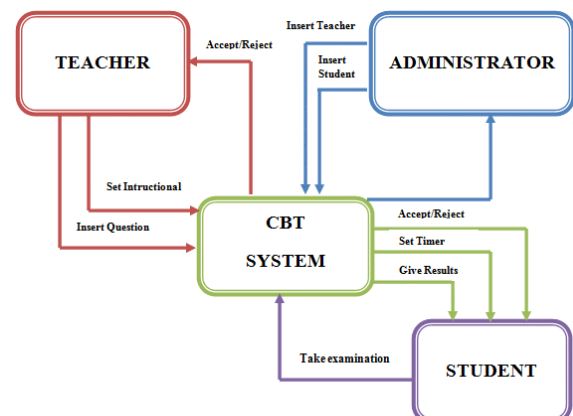 Insert Teacher
Accept/Reject
TEACHER
Insert
Student
ADMINISTRATOR
Set Intructional
Insert Question
CBT
SYSTEM
Accept/Reject
Set Timer
Give Results
Take examination
STUDENT